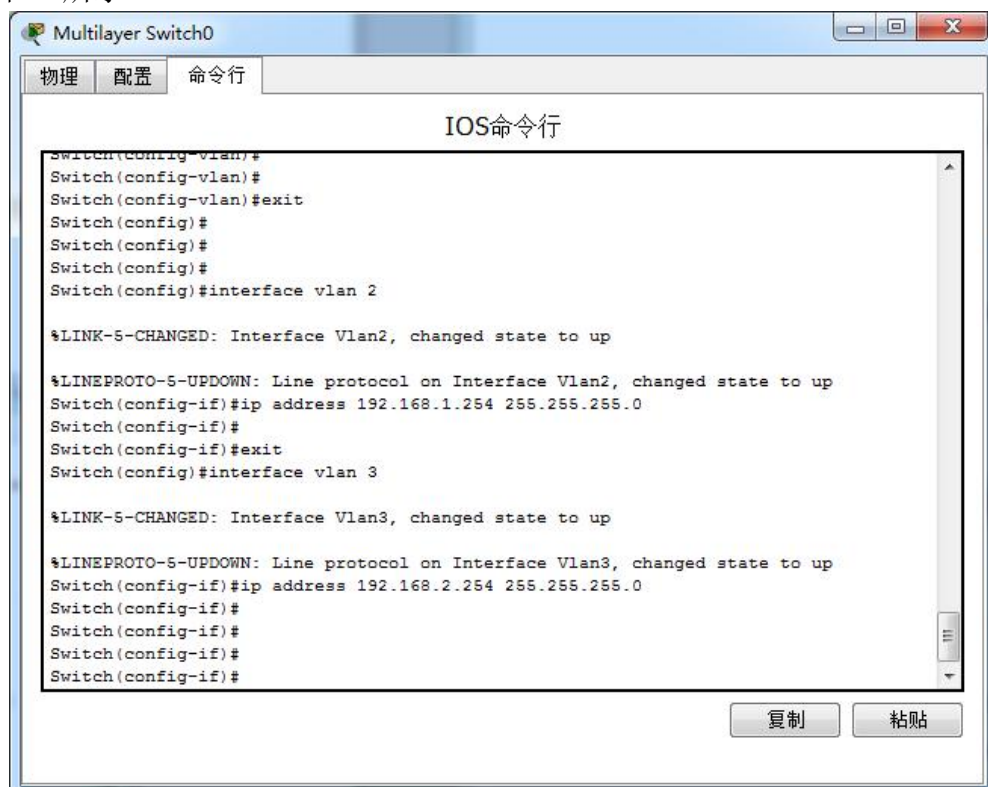 Multilayer Switch0
物理 配置 命令行
IOS命令行
Switch(config-vlan)#
Switch(config-vlan)#
Switch(config-vlan)#exit
Switch(config)#
Switch(config)#
Switch(config)#
Switch(config)#interface vlan 2
%LINK-5-CHANGED: Interface Vlan2, changed state to up
%LINEPROTO-5-UPDOWN: Line protocol on Interface Vlan2, changed state to up
Switch(config-if)#ip address 192.168.1.254 255.255.255.0
Switch(config-if)#
Switch(config-if)#exit
Switch(config)#interface vlan 3
%LINK-5-CHANGED: Interface Vlan3, changed state to up
%LINEPROTO-5-UPDOWN: Line protocol on Interface Vlan3, changed state to up
Switch(config-if)#ip address 192.168.2.254 255.255.255.0
Switch(config-if)#
Switch(config-if)#
Switch(config-if)#
Switch(config-if)#
复制 粘贴